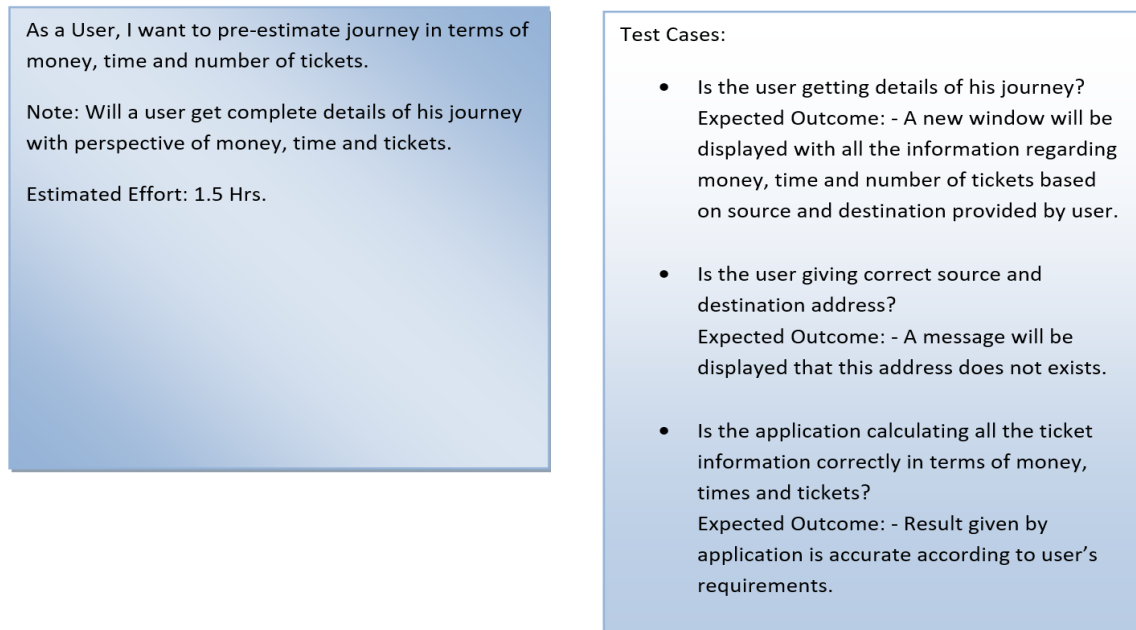 As a User, I want to pre-estimate journey in terms of
money, time and number of tickets.
Note: Will a user get complete details of his journey
with perspective of money, time and tickets.
Estimated Effort: 1.5 Hrs.
Test Cases:
• Is the user getting details of his journey?
Expected Outcome: - A new window will be
displayed with all the information regarding
money, time and number of tickets based
on source and destination provided by user.
• Is the user giving correct source and
destination address?
Expected Outcome: - A message will be
displayed that this address does not exists.
• Is the application calculating all the ticket
information correctly in terms of money,
times and tickets?
Expected Outcome: - Result given by
application is accurate according to user’s
requirements.